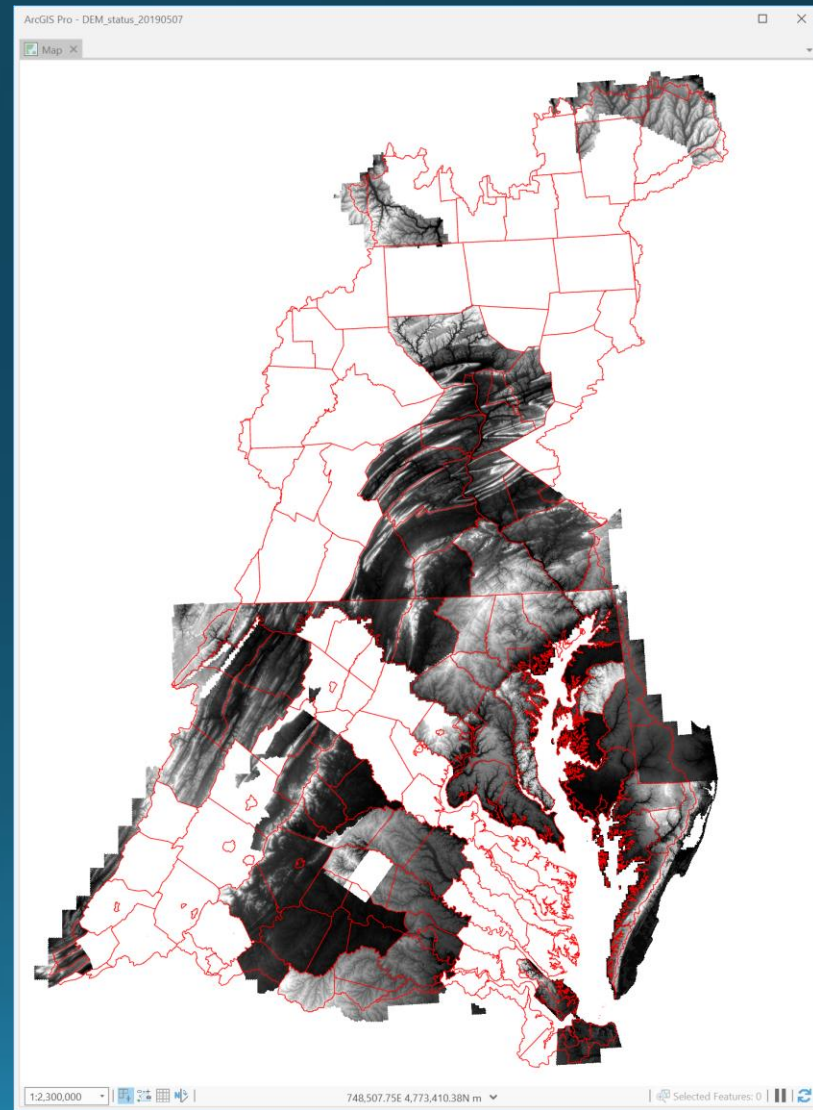 ArcGIS Pro - DEM_status_20190507
Map
1:2,300,000
748,507.75E 4,773,410.38N m
Selected Features: 0